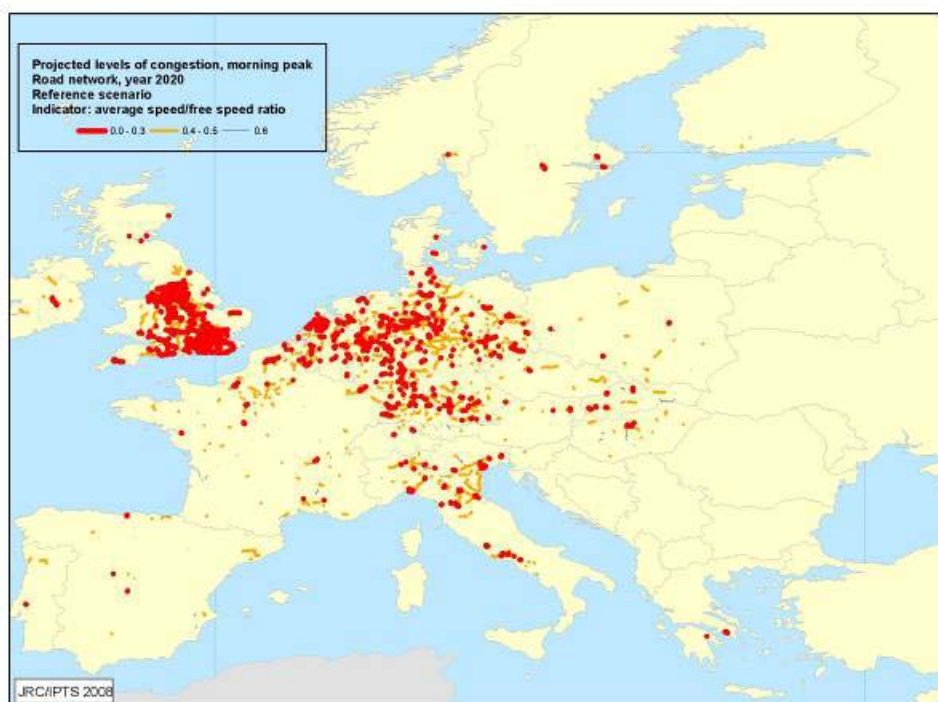 Projected levels of congestion, morning peak
Road network, year 2020
Reference scenario
Indicator: average speed/free speed ratio
0.0 - 0.3 0.4 - 0.5 0.6
JRC/IPTS 2008